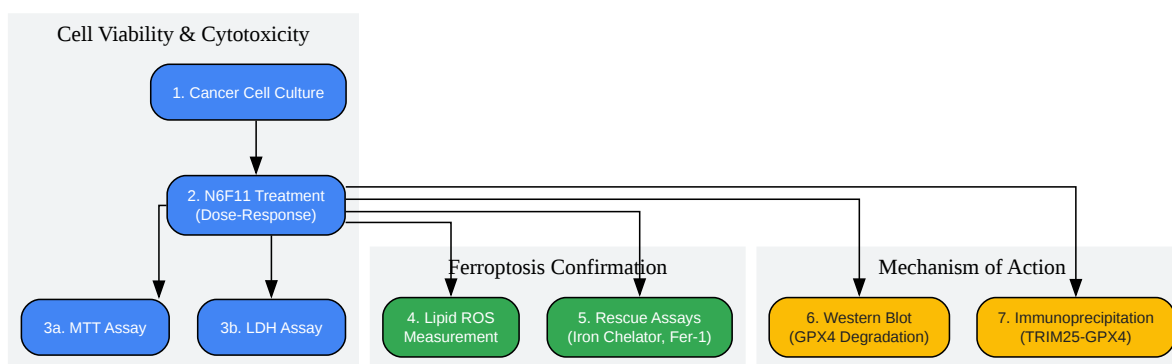 Cell Viability & Cytotoxicity
1. Cancer Cell Culture
2. N6F11 Treatment
(Dose-Response)
3a. MTT Assay
3b. LDH Assay
Ferroptosis Confirmation
4. Lipid ROS
Measurement
5. Rescue Assays
(Iron Chelator, Fer-1)
Mechanism of Action
6. Western Blot
(GPX4 Degradation)
7. Immunoprecipitation
(TRIM25-GPX4)